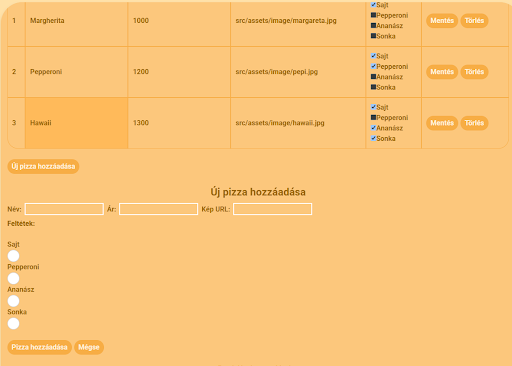 Sajt
1 Margherita 1000 src/assets/image/margareta.jpg Pepperoni Mentés Törlés
Ananász
Sonka
Sajt
2 Pepperoni 1200 src/assets/image/pepi.jpg Pepperoni Mentés Törlés
Ananász
Sonka
Sajt
3 Hawaii 1300 src/assets/image/hawaii.jpg Pepperoni Mentés Törlés
Ananász
Sonka
Új pizza hozzáadása
Új pizza hozzáadása
Név: Ár: Kép URL:
Feltétek:
Sajt
Pepperoni
Ananász
Sonka
Pizza hozzáadása Mégse